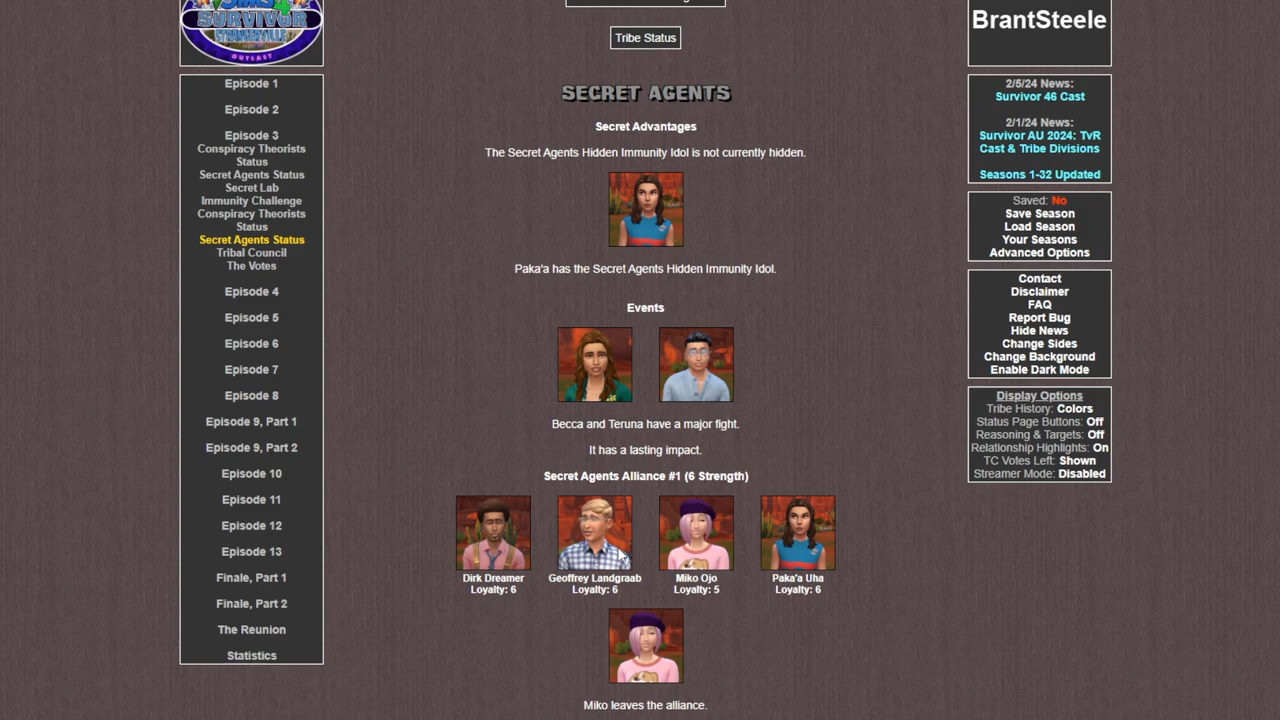 SURVIVOR
STRANGERVILLE
OUTLAST
Episode 1
Episode 2
Episode 3
Conspiracy Theorists
Status
Secret Agents Status
Secret Lab
Immunity Challenge
Conspiracy Theorists
Status
Secret Agents Status
Tribal Council
The Votes
Episode 4
Episode 5
Episode 6
Episode 7
Episode 8
Episode 9, Part 1
Episode 9, Part 2
Episode 10
Episode 11
Episode 12
Episode 13
Finale, Part 1
Finale, Part 2
The Reunion
Statistics
Tribe Status
SECRET AGENTS
Secret Advantages
The Secret Agents Hidden Immunity Idol is not currently hidden.
Paka'a has the Secret Agents Hidden Immunity Idol.
Events
Becca and Teruna have a major fight.
It has a lasting impact.
Secret Agents Alliance #1 (6 Strength)
Dirk Dreamer
Loyalty: 6
Geoffrey Landgraab
Loyalty: 6
Miko Ojo
Loyalty: 5
Paka'a Uha
Loyalty: 6
Miko leaves the alliance.
BrantSteele
2/5/24 News:
Survivor 46 Cast
2/1/24 News:
Survivor AU 2024: TvR
Cast & Tribe Divisions
Seasons 1-32 Updated
Saved: No
Save Season
Load Season
Your Seasons
Advanced Options
Contact
Disclaimer
FAQ
Report Bug
Hide News
Change Sides
Change Background
Enable Dark Mode
Display Options
Tribe History: Colors
Status Page Buttons: Off
Reasoning & Targets: Off
Relationship Highlights: On
TC Votes Left: Shown
Streamer Mode: Disabled